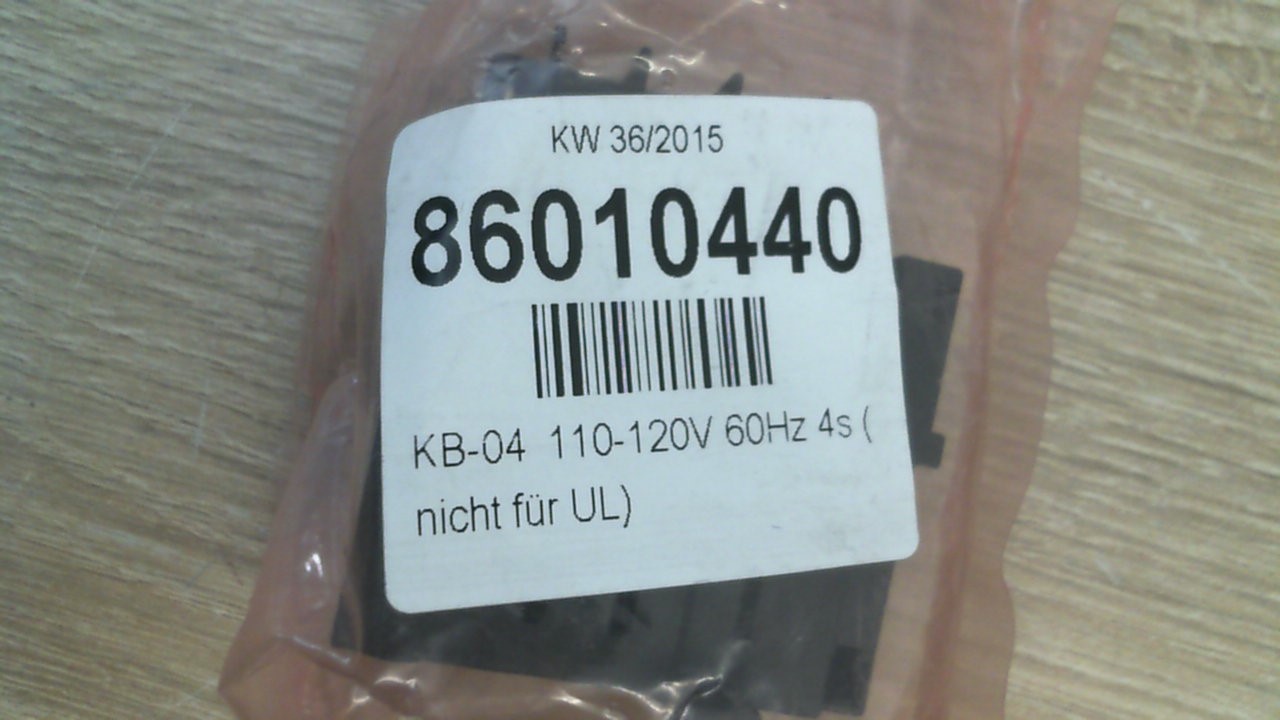 KW 36/2015
86010440
KB-04 110-120V 60Hz 4s (
nicht für UL)